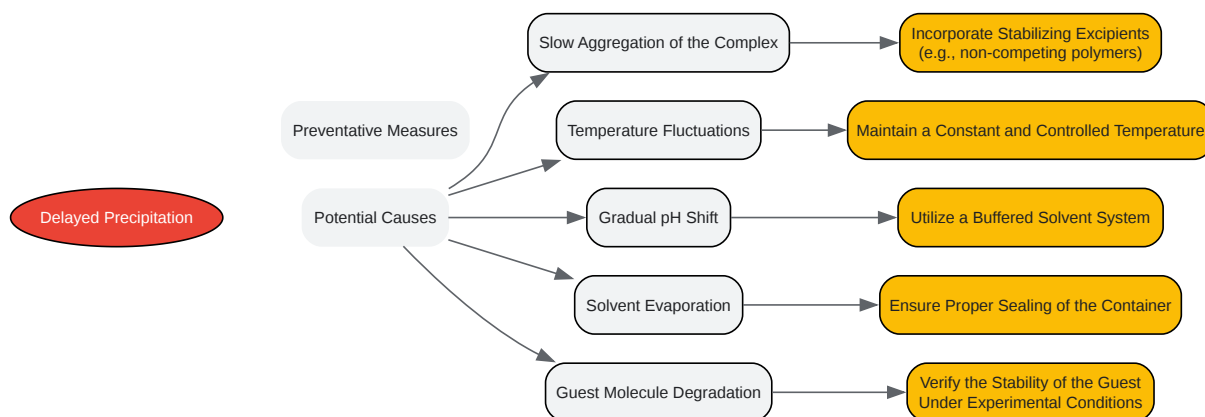 Delayed Precipitation
Preventative Measures
Potential Causes
Slow Aggregation of the Complex
Incorporate Stabilizing Excipients
(e.g., non-competing polymers)
Temperature Fluctuations
Maintain a Constant and Controlled Temperature
Gradual pH Shift
Utilize a Buffered Solvent System
Solvent Evaporation
Ensure Proper Sealing of the Container
Guest Molecule Degradation
Verify the Stability of the Guest
Under Experimental Conditions